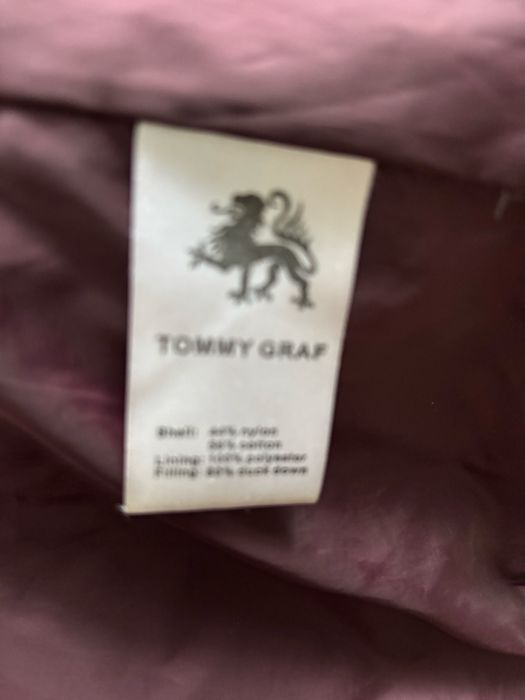 TOMMY GRAF
Shell: nylon
cotton
Lining: 100% polyester
Filling: duck down